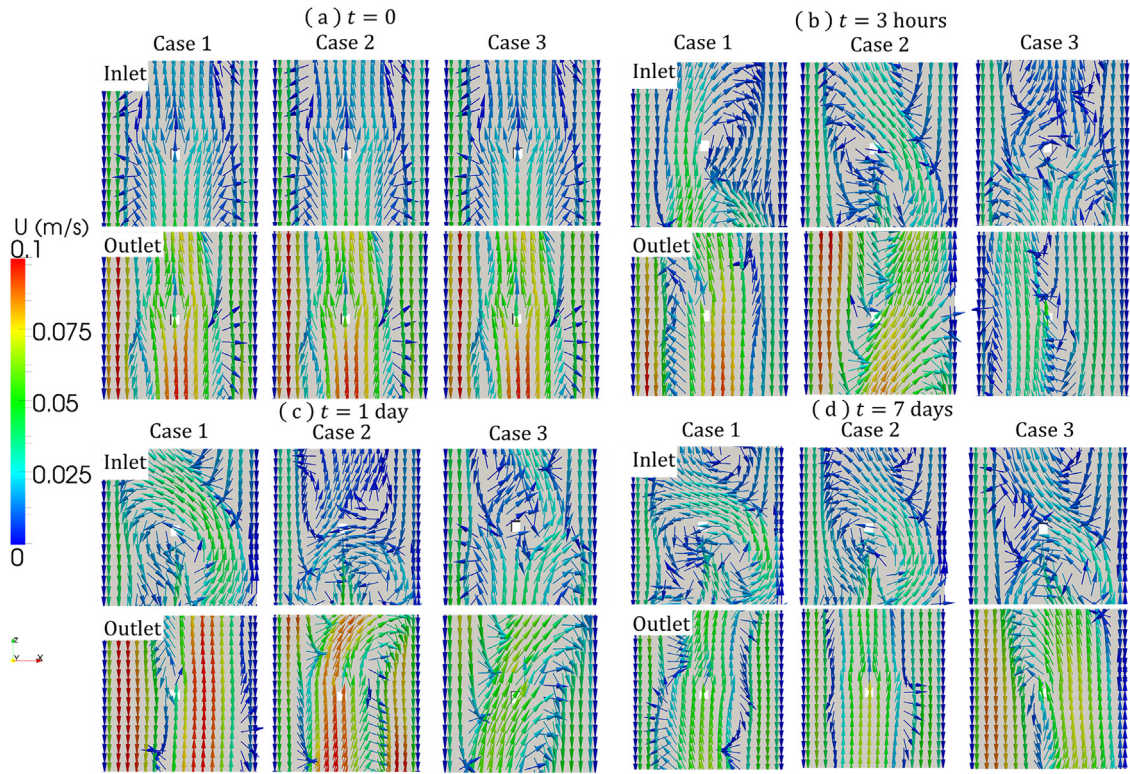 ( a ) t = 0
Case 1 Case 2 Case 3
Inlet
Outlet
( b ) t = 3 hours
Case 1 Case 2 Case 3
Inlet
Outlet
U (m/s)
0.1
0.075
0.05
0.025
0
( c ) t = 1 day
Case 1 Case 2 Case 3
Inlet
Outlet
( d ) t = 7 days
Case 1 Case 2 Case 3
Inlet
Outlet
Z
Y X